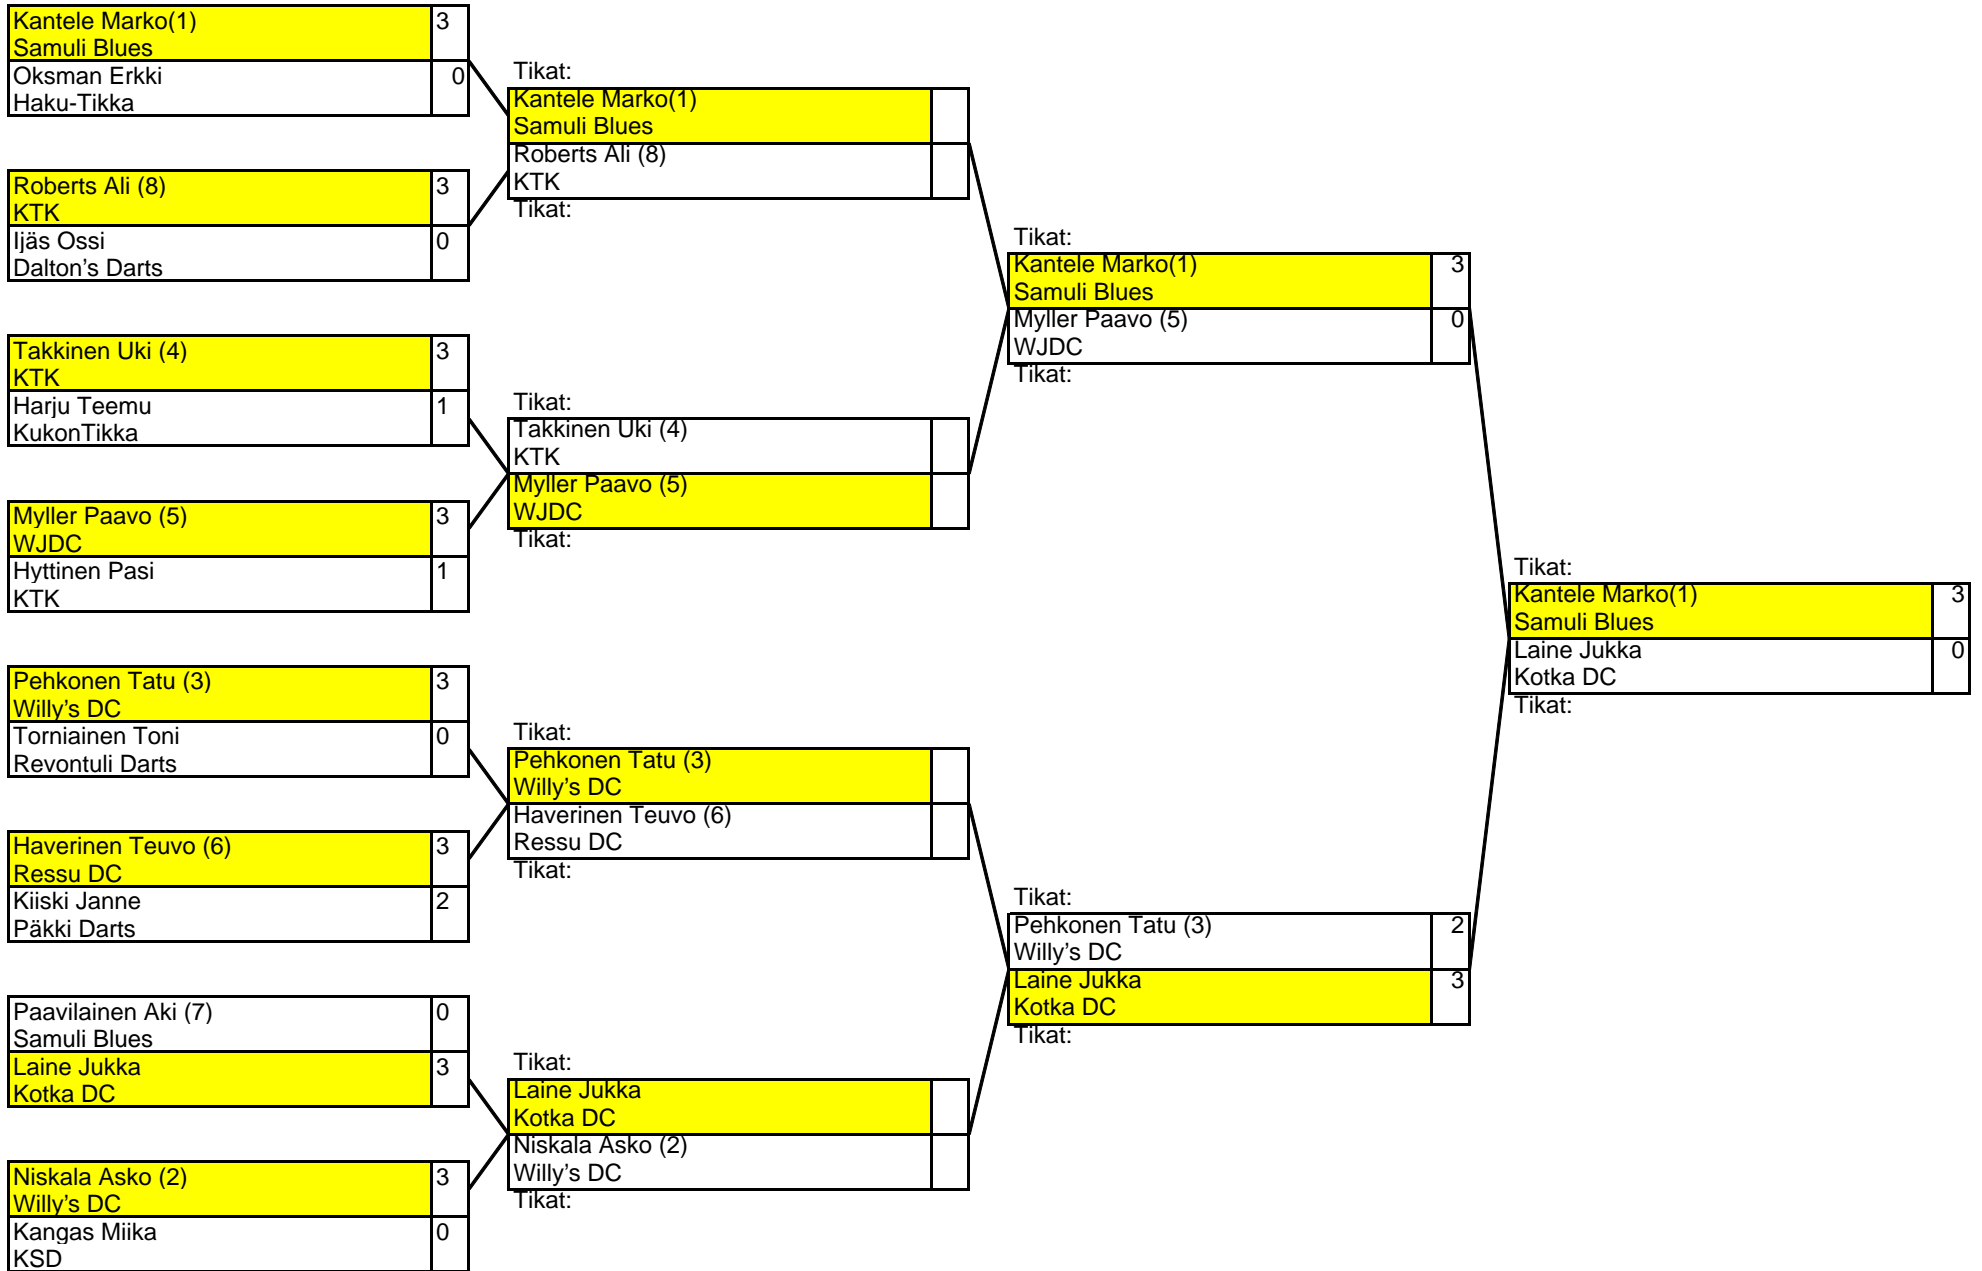 Kantele Marko(1) 3
Samuli Blues
Oksman Erkki 0
Haku-Tikka
Roberts Ali (8) 3
KTK
Ijäs Ossi 0
Dalton's Darts
Takkinen Uki (4) 3
KTK
Harju Teemu 1
KukonTikka
Myller Paavo (5) 3
WJDC
Hyttinen Pasi 1
KTK
Pehkonen Tatu (3) 3
Willy's DC
Torniainen Toni 0
Revontuli Darts
Haverinen Teuvo (6) 3
Ressu DC
Kiiski Janne 2
Päkki Darts
Paavilainen Aki (7) 0
Samuli Blues
Laine Jukka 3
Kotka DC
Niskala Asko (2) 3
Willy's DC
Kangas Miika 0
KSD
Tikat:
Kantele Marko(1)
Samuli Blues
Roberts Ali (8)
KTK
Tikat:
Tikat:
Takkinen Uki (4)
KTK
Myller Paavo (5)
WJDC
Tikat:
Tikat:
Pehkonen Tatu (3)
Willy's DC
Haverinen Teuvo (6)
Ressu DC
Tikat:
Tikat:
Laine Jukka
Kotka DC
Niskala Asko (2)
Willy's DC
Tikat:
Tikat:
Kantele Marko(1) 3
Samuli Blues
Myller Paavo (5) 0
WJDC
Tikat:
Tikat:
Pehkonen Tatu (3) 2
Willy's DC
Laine Jukka 3
Kotka DC
Tikat:
Tikat:
Kantele Marko(1) 3
Samuli Blues
Laine Jukka 0
Kotka DC
Tikat: